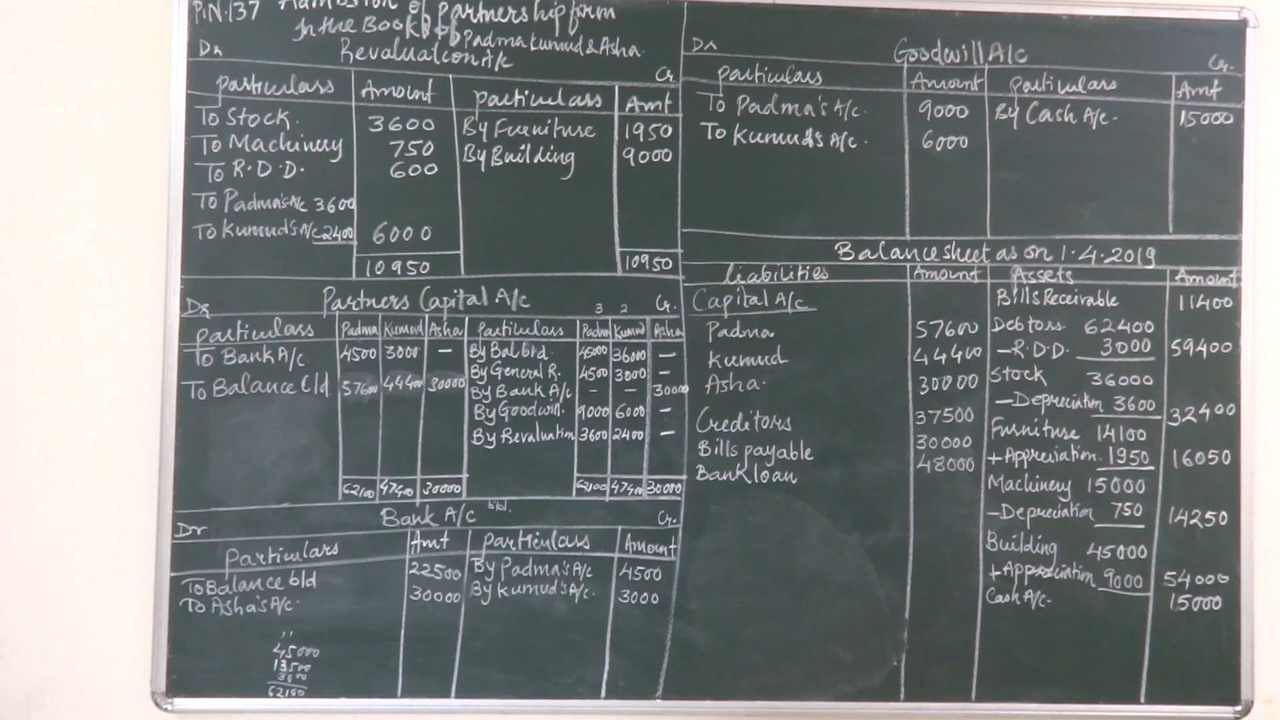 P.N.137 Admission of partnership form
In the Books of Padma Kumud & Asha.
Dr Revaluation A/c Cr.
particulars Amount particulars Amt
To Stock. 3600 By Furniture 1950
To Machinery 750 By Building 9000
To R.D.D. 600
To Padma's A/c 3600
To Kumud's A/c 2400 6000
10950 10950
Dr Partners Capital A/c 3 2 Cr.
particulars Padma Kumud Asha particulars Padma Kumud Asha
To Bank A/c 4500 3000 — By Bal b/d. 45000 36000 —
By General R. 4500 3000 —
To Balance C/d 57600 44400 30000 By Bank A/c — — 30000
By Goodwill. 9000 6000 —
By Revaluation 3600 2400 —
62100 47400 30000 62100 47400 30000
Dr Bank A/c Cr.
particulars Amt particulars Amount
To Balance b/d 22500 By Padma's A/c 4500
To Asha's A/c. 30000 By Kumud's A/c. 3000
45000
13500
3600
62100
Dr Goodwill A/c Cr.
particulars Amount particulars Amt
To Padma's A/c. 9000 By Cash A/c. 15000
To Kumud's A/c. 6000
Balance sheet as on 1.4.2019
Liabilities Amount Assets Amount
Capital A/c Bills Receivable 11400
Padma 57600 Debtors 62400
Kumud 44400 -R.D.D. 3000 59400
Asha. 30000 Stock 36000
-Depreciation 3600 32400
Creditors 37500 Furniture 14100
Bills payable 30000 +Appreciation 1950 16050
Bank loan 48000 Machinery 15000
-Depreciation 750 14250
Building 45000
+Appreciation 9000 54000
Cash A/c. 15000